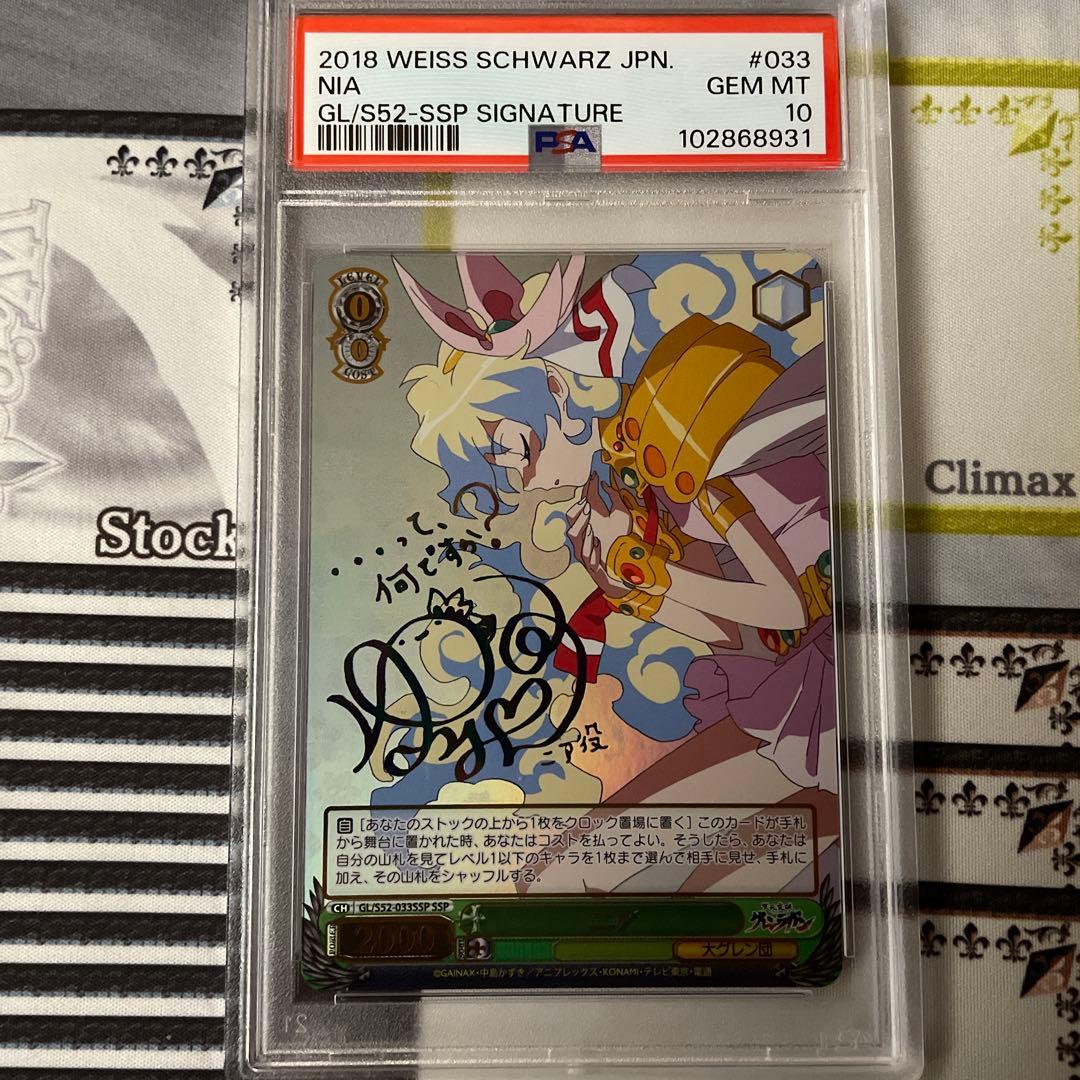 2018 WEISS SCHWARZ JPN. #033
NIA GEM MT
GL/S52-SSP SIGNATURE 10
PSA 102868931
Stock
Climax
LEVEL
0
0
COST
…って、
何ですか?
ニア役
自 [あなたのストックの上から1枚をクロック置場に置く] このカードが手札
から舞台に置かれた時、あなたはコストを払ってよい。そうしたら、あなたは
自分の山札を見てレベル1以下のキャラを1枚まで選んで相手に見せ、手札に
加え、その山札をシャッフルする。
CH GL/S52-033SSP SSP
ニア
グレンラガン
POWER 2000
大グレン団
©GAINAX・中島かずき/アニプレックス・KONAMI・テレビ東京・電通